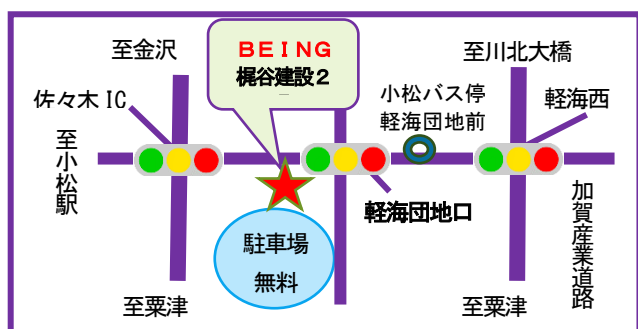 至金沢
BEING
梶谷建設2
至川北大橋
佐々木 IC
小松バス停
軽海団地前
軽海西
至小松駅
軽海団地口
加賀産業道路
駐車場
無料
至粟津
至粟津